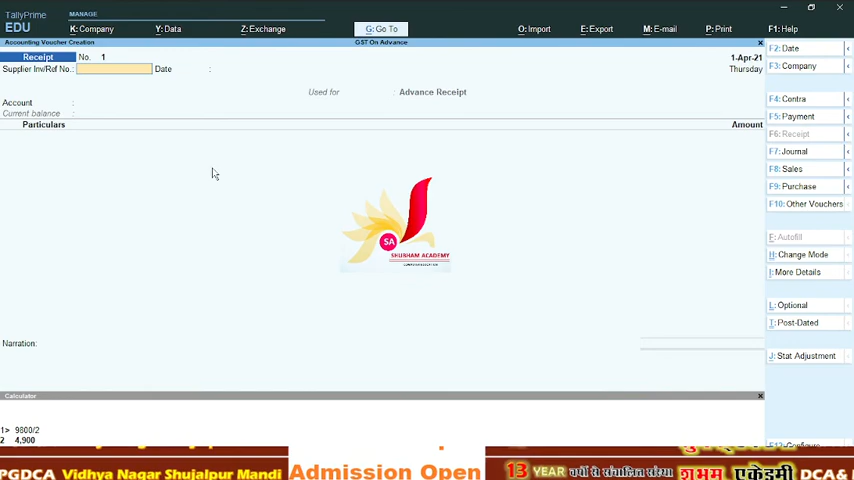 TallyPrime MANAGE
EDU K: Company Y: Data Z: Exchange G: Go To O: Import E: Export M: E-mail P: Print F1: Help
Accounting Voucher Creation GST On Advance x
Receipt No. 1 1-Apr-21
Supplier Inv/Ref No.: Date : Thursday
Used for : Advance Receipt
Account :
Current balance :
Particulars Amount
F2: Date
F3: Company
F4: Contra
F5: Payment
F6: Receipt
F7: Journal
F8: Sales
F9: Purchase
F10: Other Vouchers
F: Autofill
H: Change Mode
I: More Details
L: Optional
T: Post-Dated
J: Stat Adjustment
SA
SHUBHAM ACADEMY
Narration:
Calculator x
1> 9800/2
2 4,900
F12: Configure
PGDCA Vidhya Nagar Shujalpur Mandi Admission Open 13 YEAR वर्षो से संचालित संस्था शुभम एकेडमी DCA &